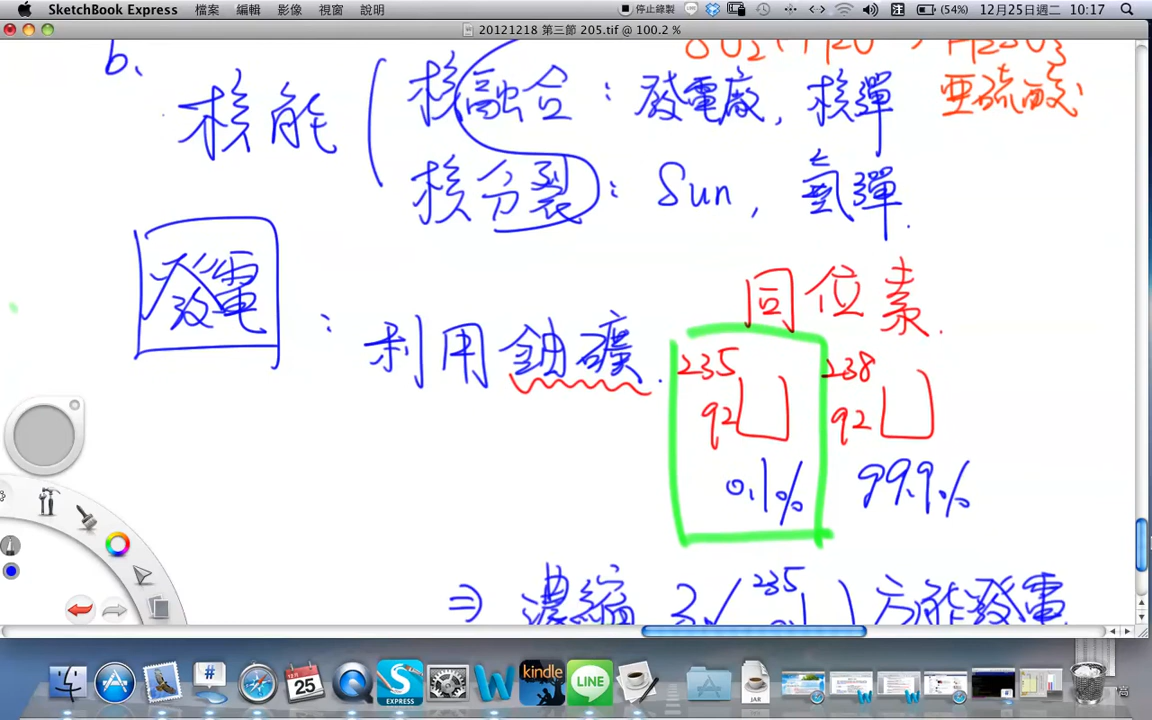 SketchBook Express 檔案 編輯 影像 視窗 說明 停止錄製 (54%) 12月25日週二 10:17
20121218 第三節 205.tif @ 100.2 %
b.
核融合：發電廠, 核彈
亞硫酸
核能
核分裂：Sun, 氫彈.
發電：
同位素.
利用鈾礦.
235 92 U 238 92 U
0.1% 99.9%
⇒ 濃縮 235 方能發電
25
kindle
LINE
JAR